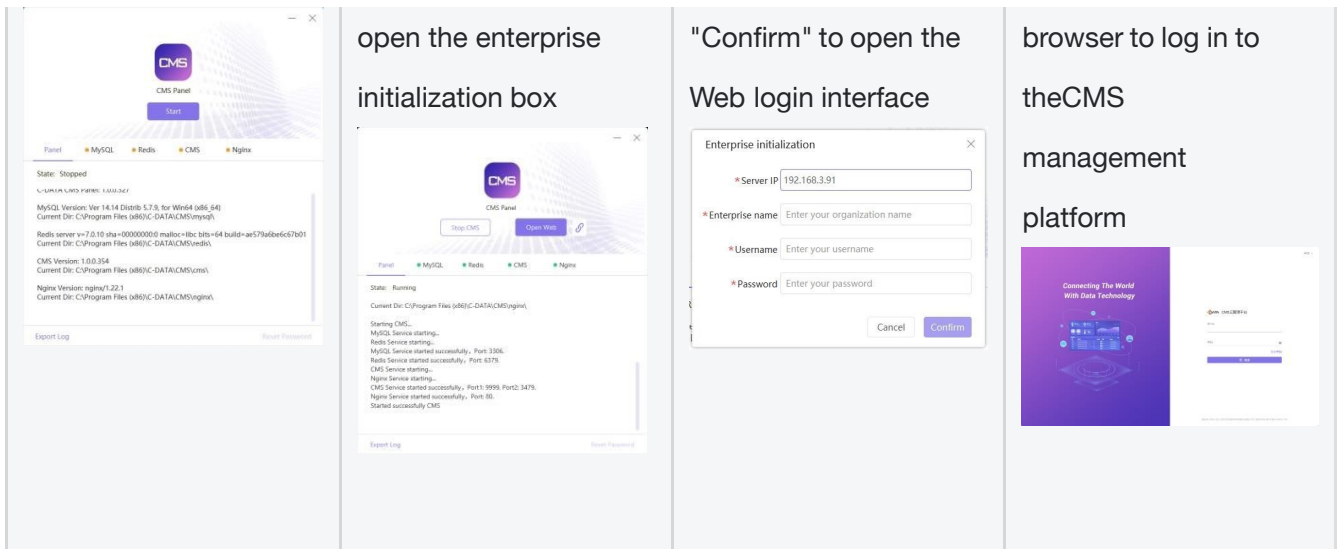 CMS
CMS Panel
Start
Panel
MySQL
Redis
CMS
Nginx
State: Stopped
C-DATA CMS Panel: 1.0.0.327
MySQL Version: Ver 14.14 Distrib 5.7.9, for Win64 (x86_64)
Current Dir: C:\Program Files (x86)\C-DATA\CMS\mysql\
Redis server v=7.0.10 sha=00000000:0 malloc=libc bits=64 build=ae579a6be6c67b01
Current Dir: C:\Program Files (x86)\C-DATA\CMS\redis\
CMS Version: 1.0.0.354
Current Dir: C:\Program Files (x86)\C-DATA\CMS\cms\
Nginx Version: nginx/1.22.1
Current Dir: C:\Program Files (x86)\C-DATA\CMS\nginx\
Export Log
Reset Password
open the enterprise
initialization box
CMS
CMS Panel
Stop CMS
Open Web
Panel
MySQL
Redis
CMS
Nginx
State: Running
Current Dir: C:\Program Files (x86)\C-DATA\CMS\nginx\
Starting CMS...
MySQL Service starting...
Redis Service starting...
MySQL Service started successfully, Port: 3306.
Redis Service started successfully, Port: 6379.
CMS Service starting...
Nginx Service starting...
CMS Service started successfully, Port1: 9999. Port2: 3479.
Nginx Service started successfully, Port: 80.
Started successfully CMS
Export Log
Reset Password
"Confirm" to open the
Web login interface
Enterprise initialization
*Server IP 192.168.3.91
*Enterprise name Enter your organization name
*Username Enter your username
*Password Enter your password
Cancel
Confirm
browser to log in to
theCMS
management
platform
Connecting The World
With Data Technology